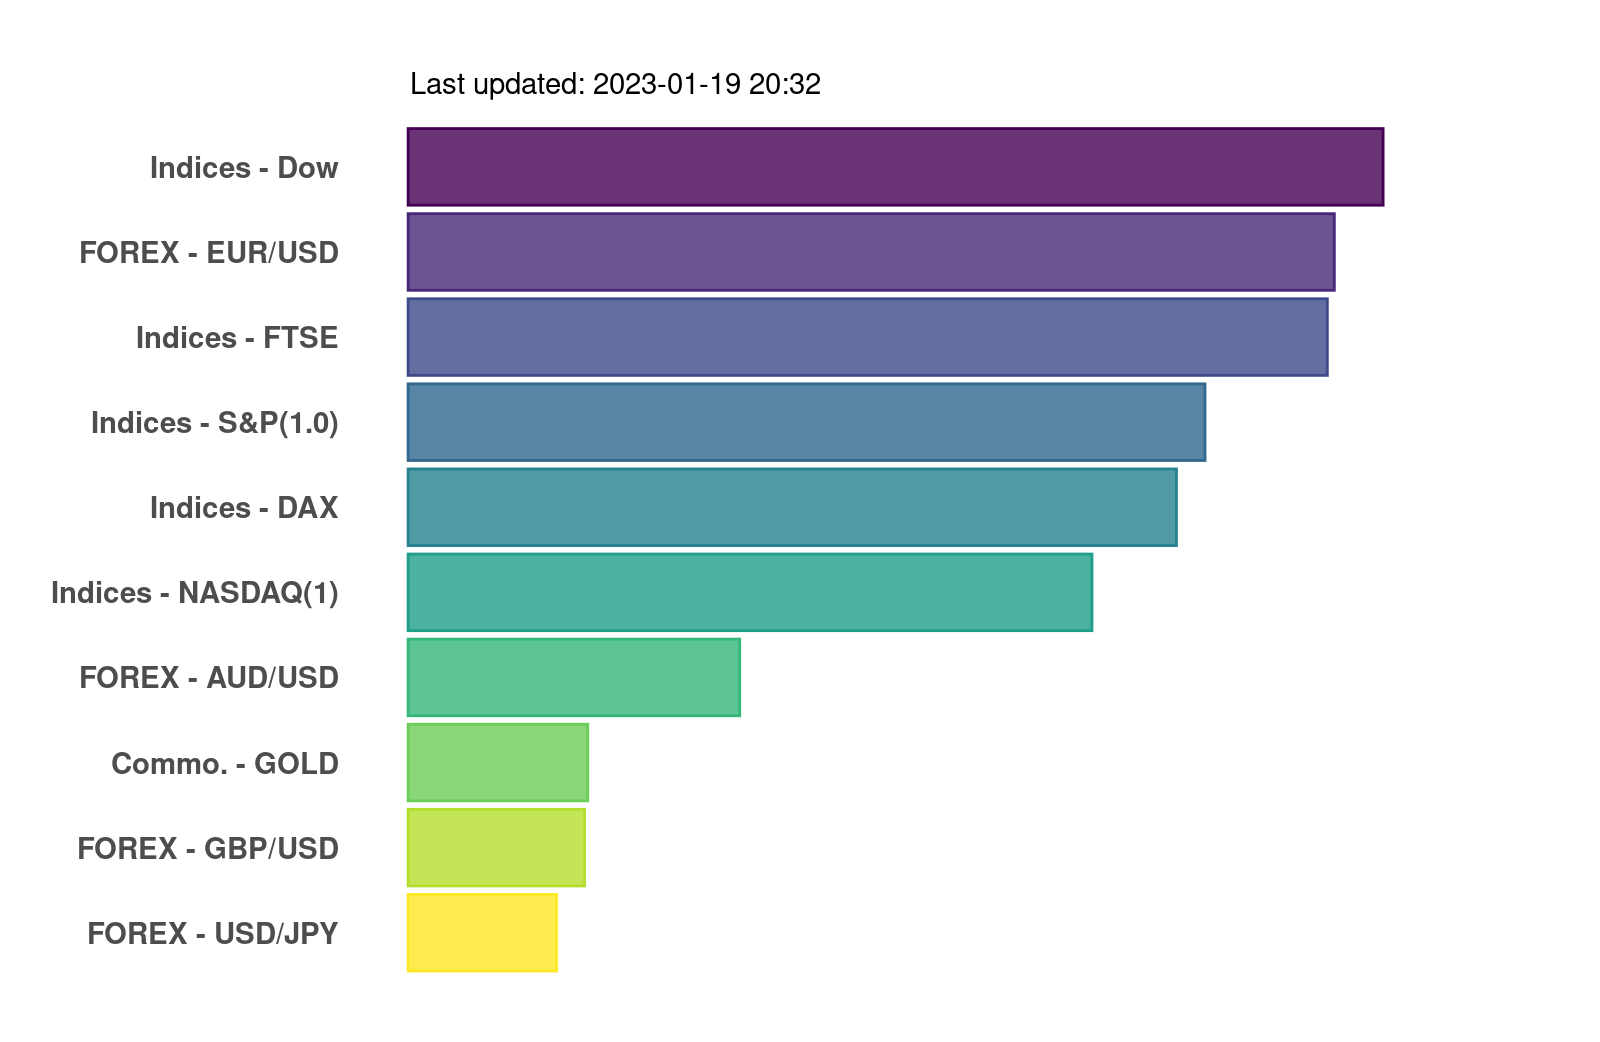 Last updated: 2023-01-19 20:32
Indices - Dow
FOREX - EUR/USD
Indices - FTSE
Indices - S&P(1.0)
Indices - DAX
Indices - NASDAQ(1)
FOREX - AUD/USD
Commo. - GOLD
FOREX - GBP/USD
FOREX - USD/JPY